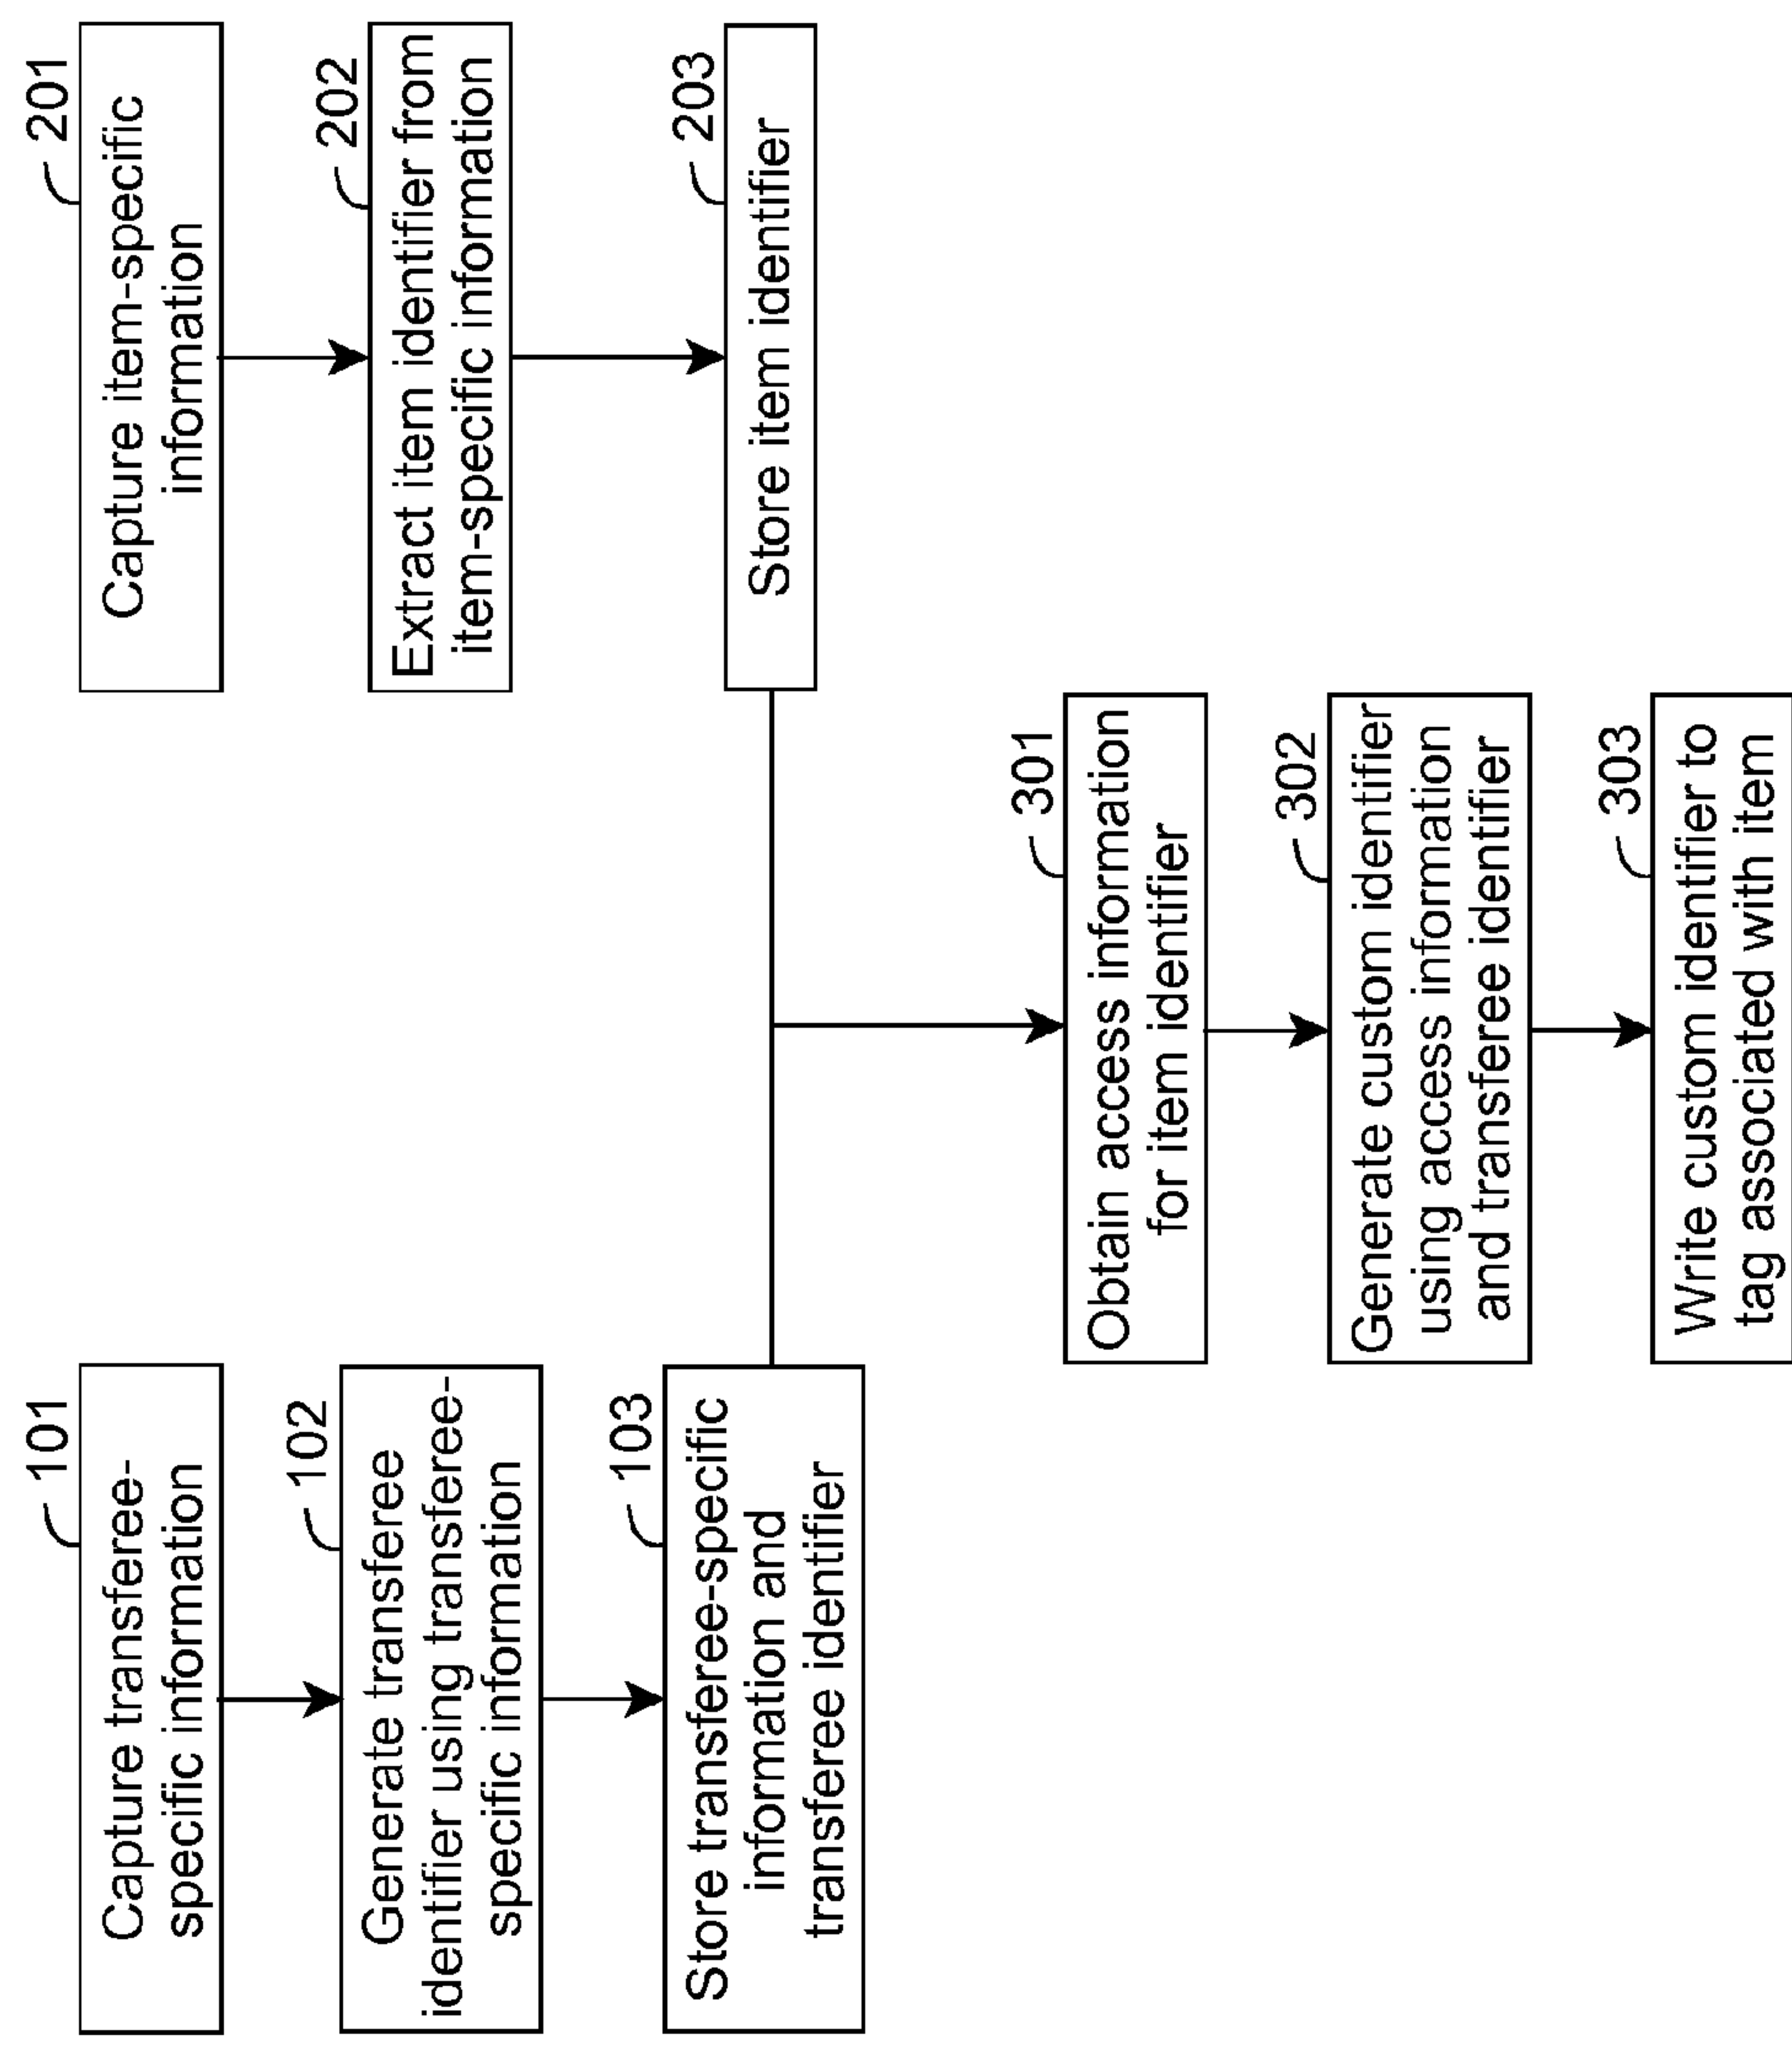 101
Capture transferee-
specific information
102
Generate transferee
identifier using transferee-
specific information
103
Store transferee-specific
information and
transferee identifier
201
Capture item-specific
information
202
Extract item identifier from
item-specific information
203
Store item identifier
301
Obtain access information
for item identifier
302
Generate custom identifier
using access information
and transferee identifier
303
Write custom identifier to
tag associated with item